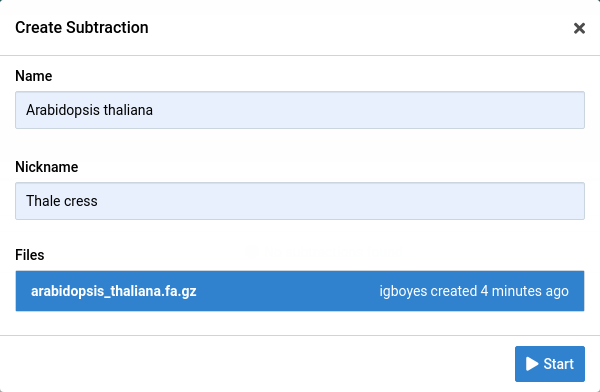 Create Subtraction
Name
Arabidopsis thaliana
Nickname
Thale cress
Files
arabidopsis_thaliana.fa.gz igboyes created 4 minutes ago
Start